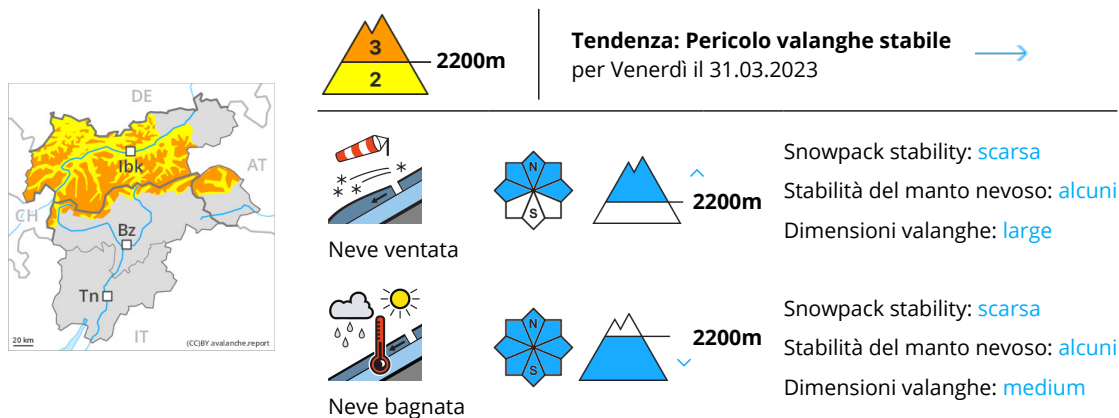 3
2200m
2
Tendenza: Pericolo valanghe stabile
per Venerdì il 31.03.2023
DE
Ibk
AT
CH
Bz
Tn
IT
20 km
(CC)BY avalanche.report
N
S
2200m
Neve ventata
Snowpack stability: scarsa
Stabilità del manto nevoso: alcuni
Dimensioni valanghe: large
N
S
2200m
Neve bagnata
Snowpack stability: scarsa
Stabilità del manto nevoso: alcuni
Dimensioni valanghe: medium